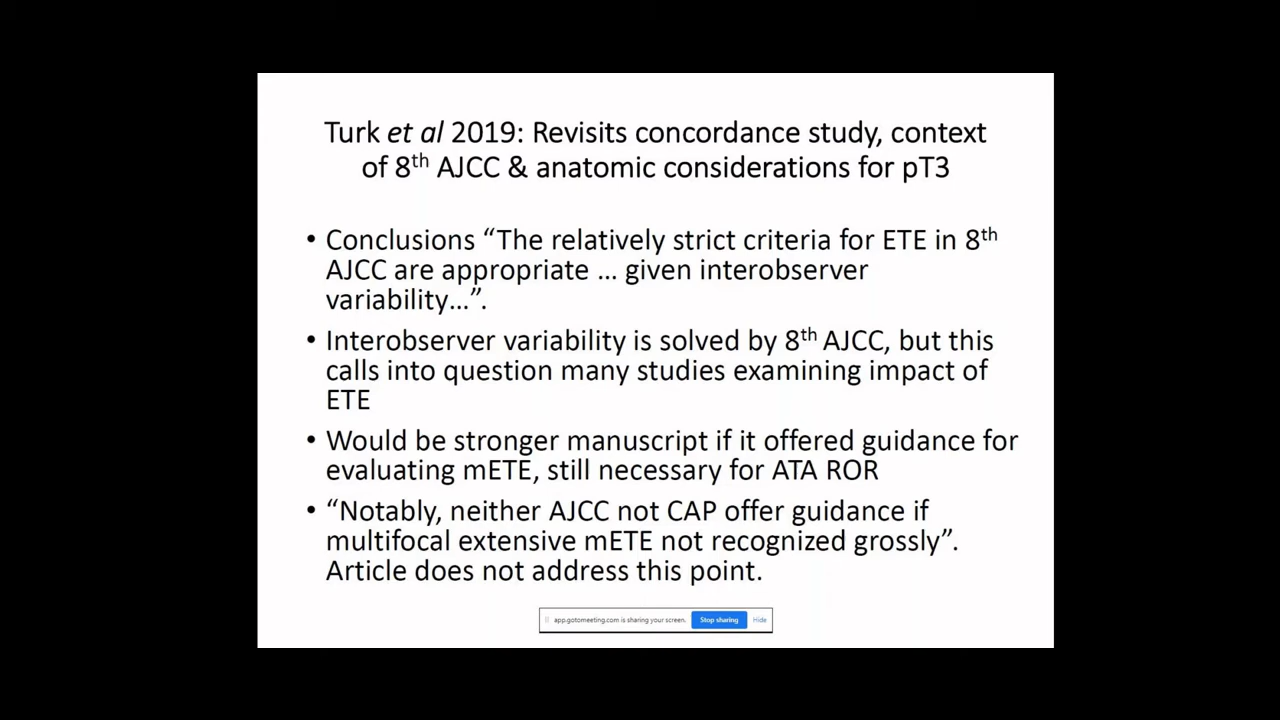 Turk et al 2019: Revisits concordance study, context
of 8th AJCC & anatomic considerations for pT3
• Conclusions “The relatively strict criteria for ETE in 8th
AJCC are appropriate ... given interobserver
variability...”.
• Interobserver variability is solved by 8th AJCC, but this
calls into question many studies examining impact of
ETE
• Would be stronger manuscript if it offered guidance for
evaluating mETE, still necessary for ATA ROR
• “Notably, neither AJCC not CAP offer guidance if
multifocal extensive mETE not recognized grossly”.
Article does not address this point.
app.gotomeeting.com is sharing your screen. Stop sharing Hide